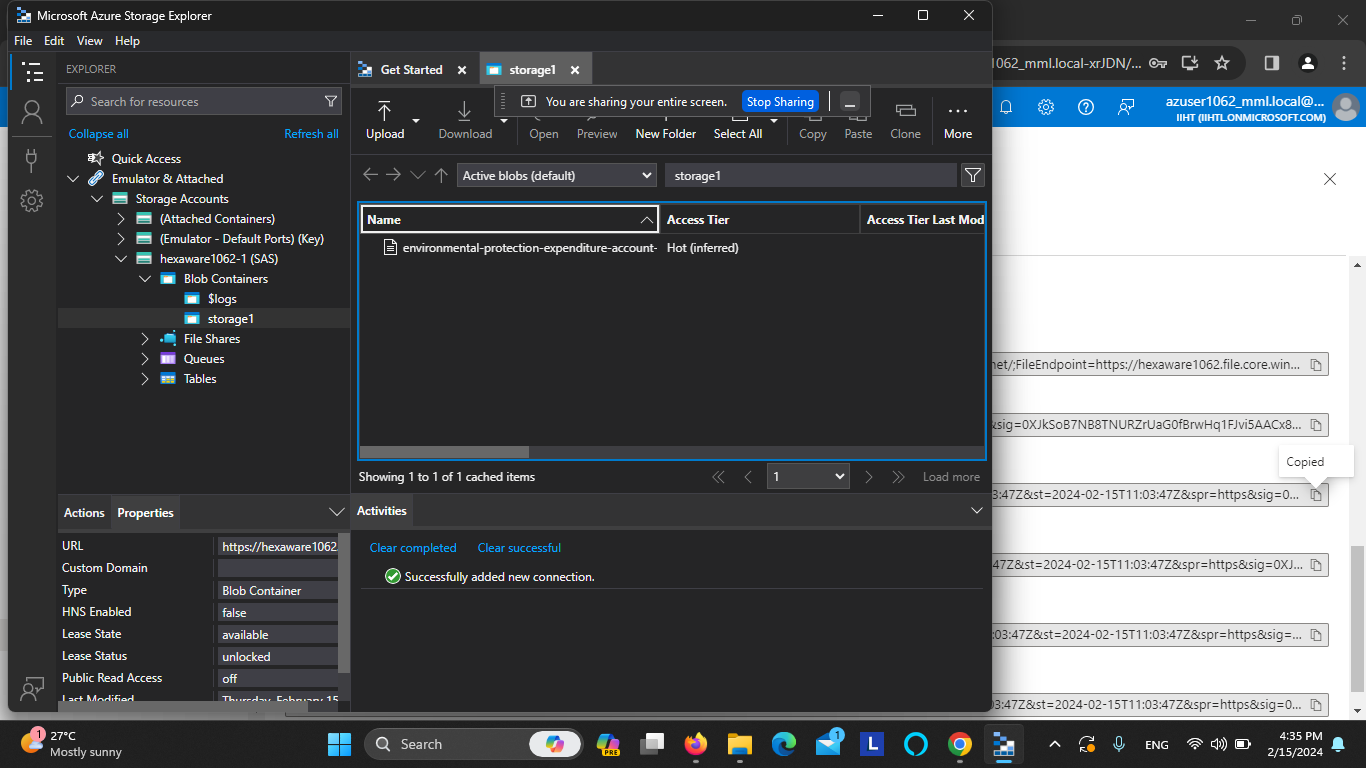 Microsoft Azure Storage Explorer
File Edit View Help
EXPLORER
Search for resources
Collapse all
Refresh all
Quick Access
Emulator & Attached
Storage Accounts
(Attached Containers)
(Emulator - Default Ports) (Key)
hexaware1062-1 (SAS)
Blob Containers
$logs
storage1
File Shares
Queues
Tables
Actions Properties
URL https://hexaware1062.
Custom Domain
Type Blob Container
HNS Enabled false
Lease State available
Lease Status unlocked
Public Read Access off
Last Modified Thursday, February 15
Get Started storage1
You are sharing your entire screen. Stop Sharing
Upload Download Open Preview New Folder Select All Copy Paste Clone More
Active blobs (default) storage1
Name Access Tier Access Tier Last Mod
environmental-protection-expenditure-account- Hot (inferred)
Showing 1 to 1 of 1 cached items 1 Load more
Activities
Clear completed Clear successful
Successfully added new connection.
1062_mml.local-xrJDN/...
azuser1062_mml.local@...
IIHT (IIHTL.ONMICROSOFT.COM)
net/;FileEndpoint=https://hexaware1062.file.core.win...
&sig=0XJkSoB7NB8TNURZrUaG0fBrwHq1FJvi5AACx8...
Copied
03:47Z&st=2024-02-15T11:03:47Z&spr=https&sig=0...
47Z&st=2024-02-15T11:03:47Z&spr=https&sig=0XJ...
03:47Z&st=2024-02-15T11:03:47Z&spr=https&sig=...
03:47Z&st=2024-02-15T11:03:47Z&spr=https&sig=0...
1
27°C
Mostly sunny
Search
PRE
1
L
ENG
4:35 PM
2/15/2024